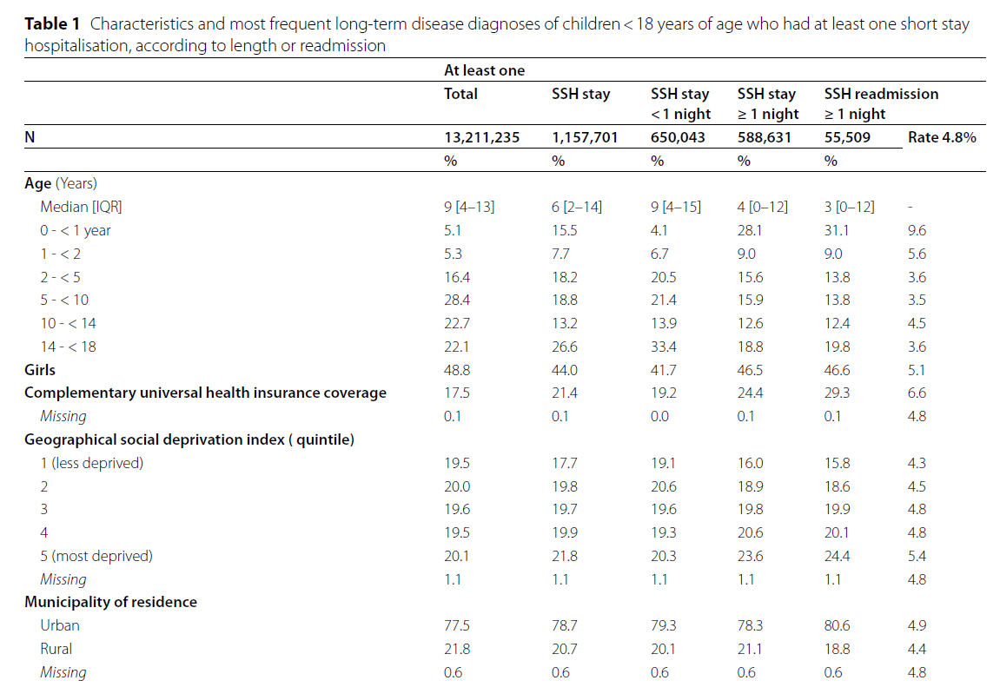 Table 1 Characteristics and most frequent long-term disease diagnoses of children < 18 years of age who had at least one short stay
hospitalisation, according to length or readmission
At least one
Total SSH stay SSH stay SSH stay SSH readmission
< 1 night ≥ 1 night ≥ 1 night
N 13,211,235 1,157,701 650,043 588,631 55,509 Rate 4.8%
% % % % %
Age (Years)
Median [IQR] 9 [4–13] 6 [2–14] 9 [4–15] 4 [0–12] 3 [0–12] -
0 - < 1 year 5.1 15.5 4.1 28.1 31.1 9.6
1 - < 2 5.3 7.7 6.7 9.0 9.0 5.6
2 - < 5 16.4 18.2 20.5 15.6 13.8 3.6
5 - < 10 28.4 18.8 21.4 15.9 13.8 3.5
10 - < 14 22.7 13.2 13.9 12.6 12.4 4.5
14 - < 18 22.1 26.6 33.4 18.8 19.8 3.6
Girls 48.8 44.0 41.7 46.5 46.6 5.1
Complementary universal health insurance coverage 17.5 21.4 19.2 24.4 29.3 6.6
Missing 0.1 0.1 0.0 0.1 0.1 4.8
Geographical social deprivation index ( quintile)
1 (less deprived) 19.5 17.7 19.1 16.0 15.8 4.3
2 20.0 19.8 20.6 18.9 18.6 4.5
3 19.6 19.7 19.6 19.8 19.9 4.8
4 19.5 19.9 19.3 20.6 20.1 4.8
5 (most deprived) 20.1 21.8 20.3 23.6 24.4 5.4
Missing 1.1 1.1 1.1 1.1 1.1 4.8
Municipality of residence
Urban 77.5 78.7 79.3 78.3 80.6 4.9
Rural 21.8 20.7 20.1 21.1 18.8 4.4
Missing 0.6 0.6 0.6 0.6 0.6 4.8